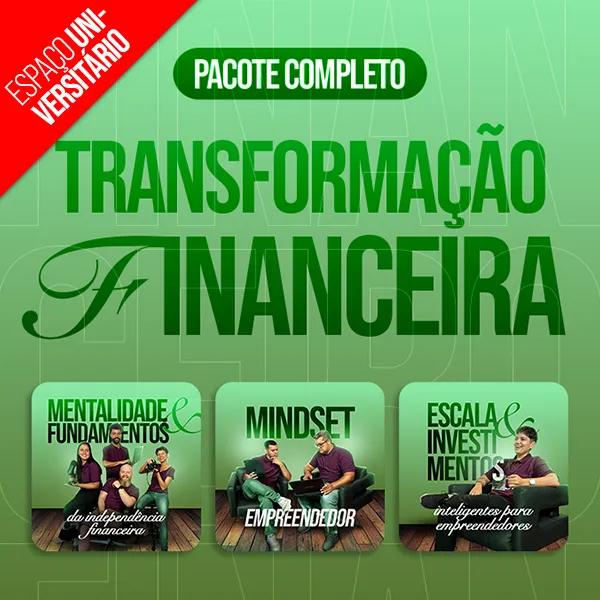 ESPAÇO UNI-
VERSITÁRIO
PACOTE COMPLETO
TRANSFORMAÇÃO
FINANCEIRA
MENTALIDADE &
FUNDAMENTOS
da independência
financeira
MINDSET
EMPREENDEDOR
ESCALA &
INVESTI
MENTOS
inteligentes para
empreendedores